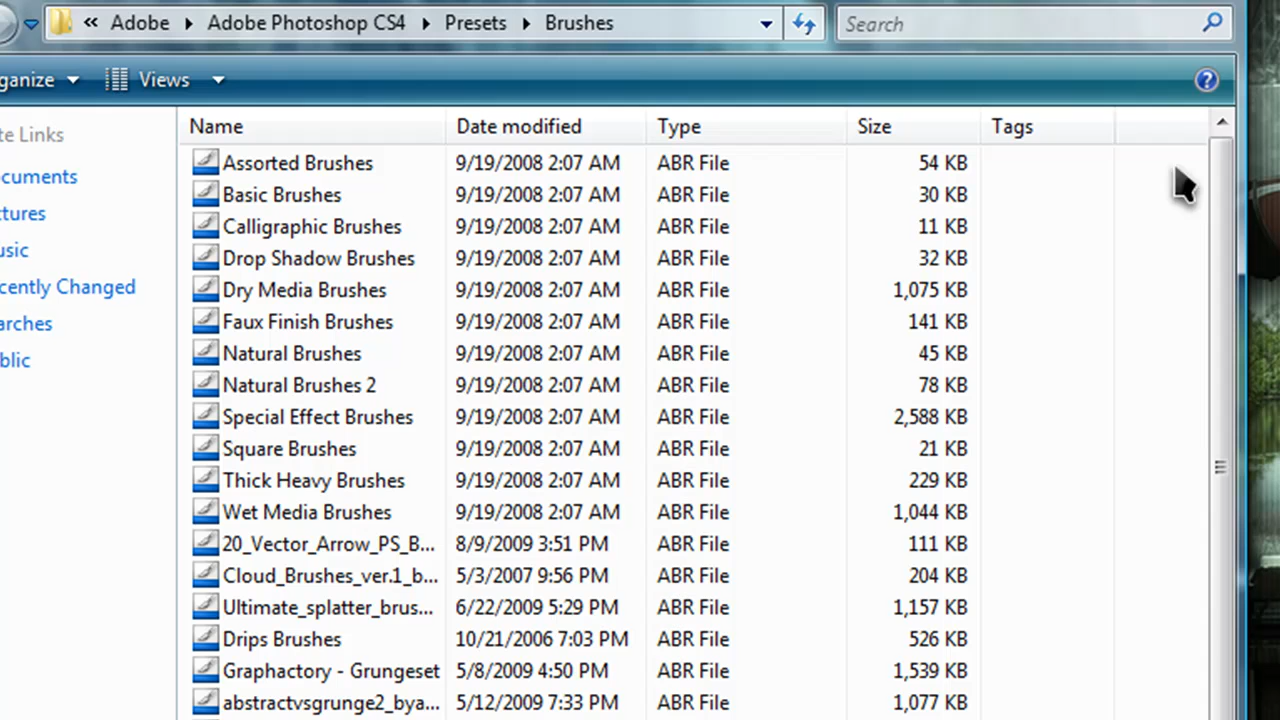 « Adobe Adobe Photoshop CS4 Presets Brushes Search
ganize Views ?
te Links
cuments
tures
usic
cently Changed
arches
blic
Name Date modified Type Size Tags
Assorted Brushes 9/19/2008 2:07 AM ABR File 54 KB
Basic Brushes 9/19/2008 2:07 AM ABR File 30 KB
Calligraphic Brushes 9/19/2008 2:07 AM ABR File 11 KB
Drop Shadow Brushes 9/19/2008 2:07 AM ABR File 32 KB
Dry Media Brushes 9/19/2008 2:07 AM ABR File 1,075 KB
Faux Finish Brushes 9/19/2008 2:07 AM ABR File 141 KB
Natural Brushes 9/19/2008 2:07 AM ABR File 45 KB
Natural Brushes 2 9/19/2008 2:07 AM ABR File 78 KB
Special Effect Brushes 9/19/2008 2:07 AM ABR File 2,588 KB
Square Brushes 9/19/2008 2:07 AM ABR File 21 KB
Thick Heavy Brushes 9/19/2008 2:07 AM ABR File 229 KB
Wet Media Brushes 9/19/2008 2:07 AM ABR File 1,044 KB
20_Vector_Arrow_PS_B... 8/9/2009 3:51 PM ABR File 111 KB
Cloud_Brushes_ver.1_b... 5/3/2007 9:56 PM ABR File 204 KB
Ultimate_splatter_brus... 6/22/2009 5:29 PM ABR File 1,157 KB
Drips Brushes 10/21/2006 7:03 PM ABR File 526 KB
Graphactory - Grungeset 5/8/2009 4:50 PM ABR File 1,539 KB
abstractvsgrunge2_bya... 5/12/2009 7:33 PM ABR File 1,077 KB